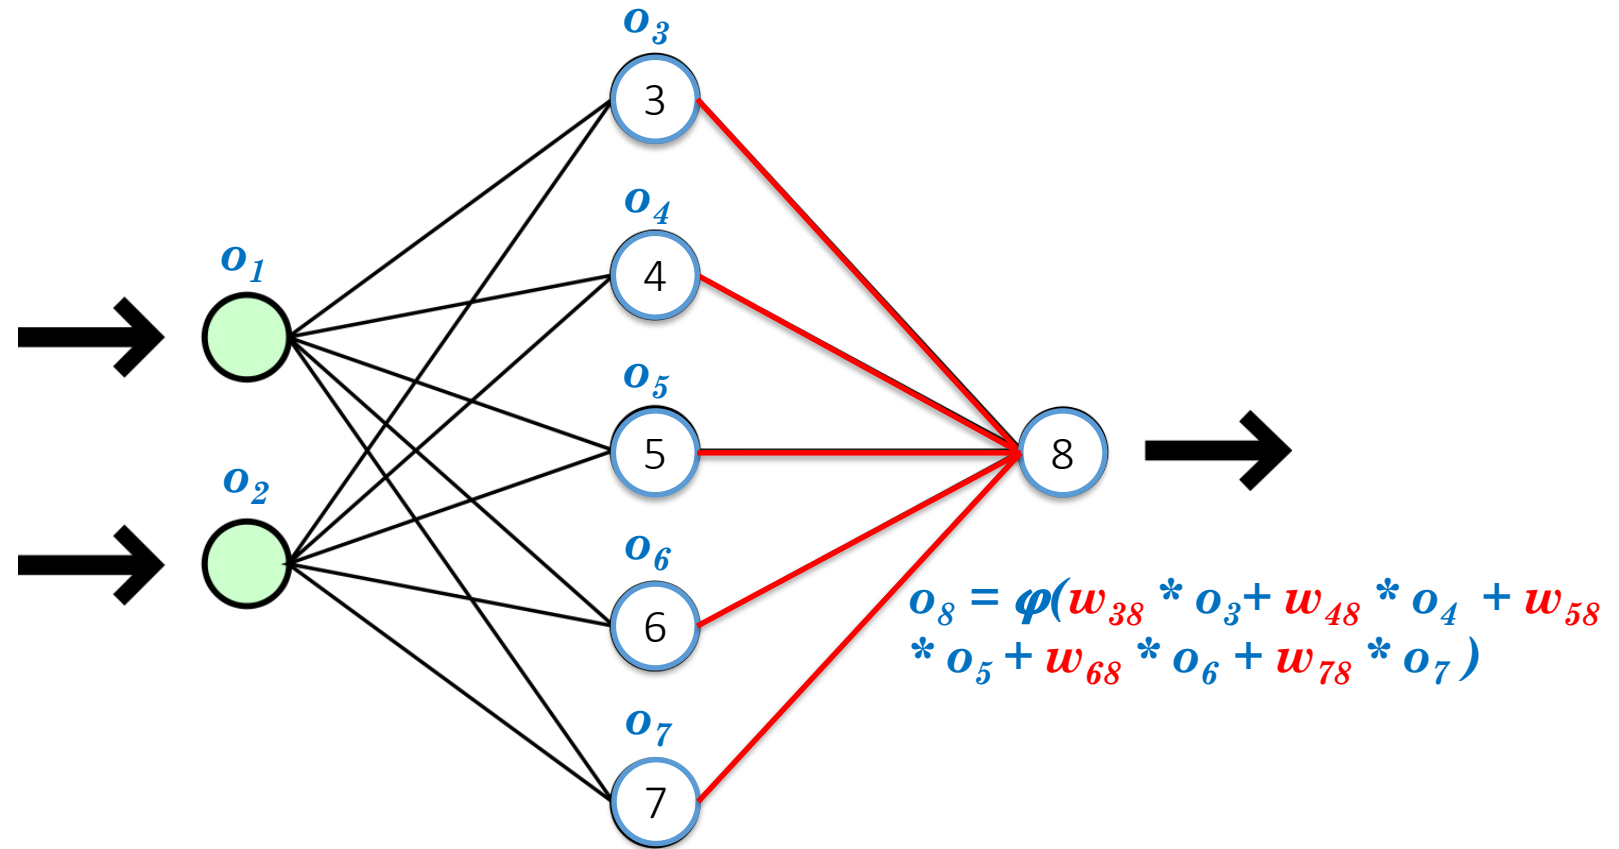 o3
3
o4
4
o1
o5
5
8
o2
o6
6
o8 = φ(w38 * o3+ w48 * o4 + w58
* o5 + w68 * o6 + w78 * o7 )
o7
7